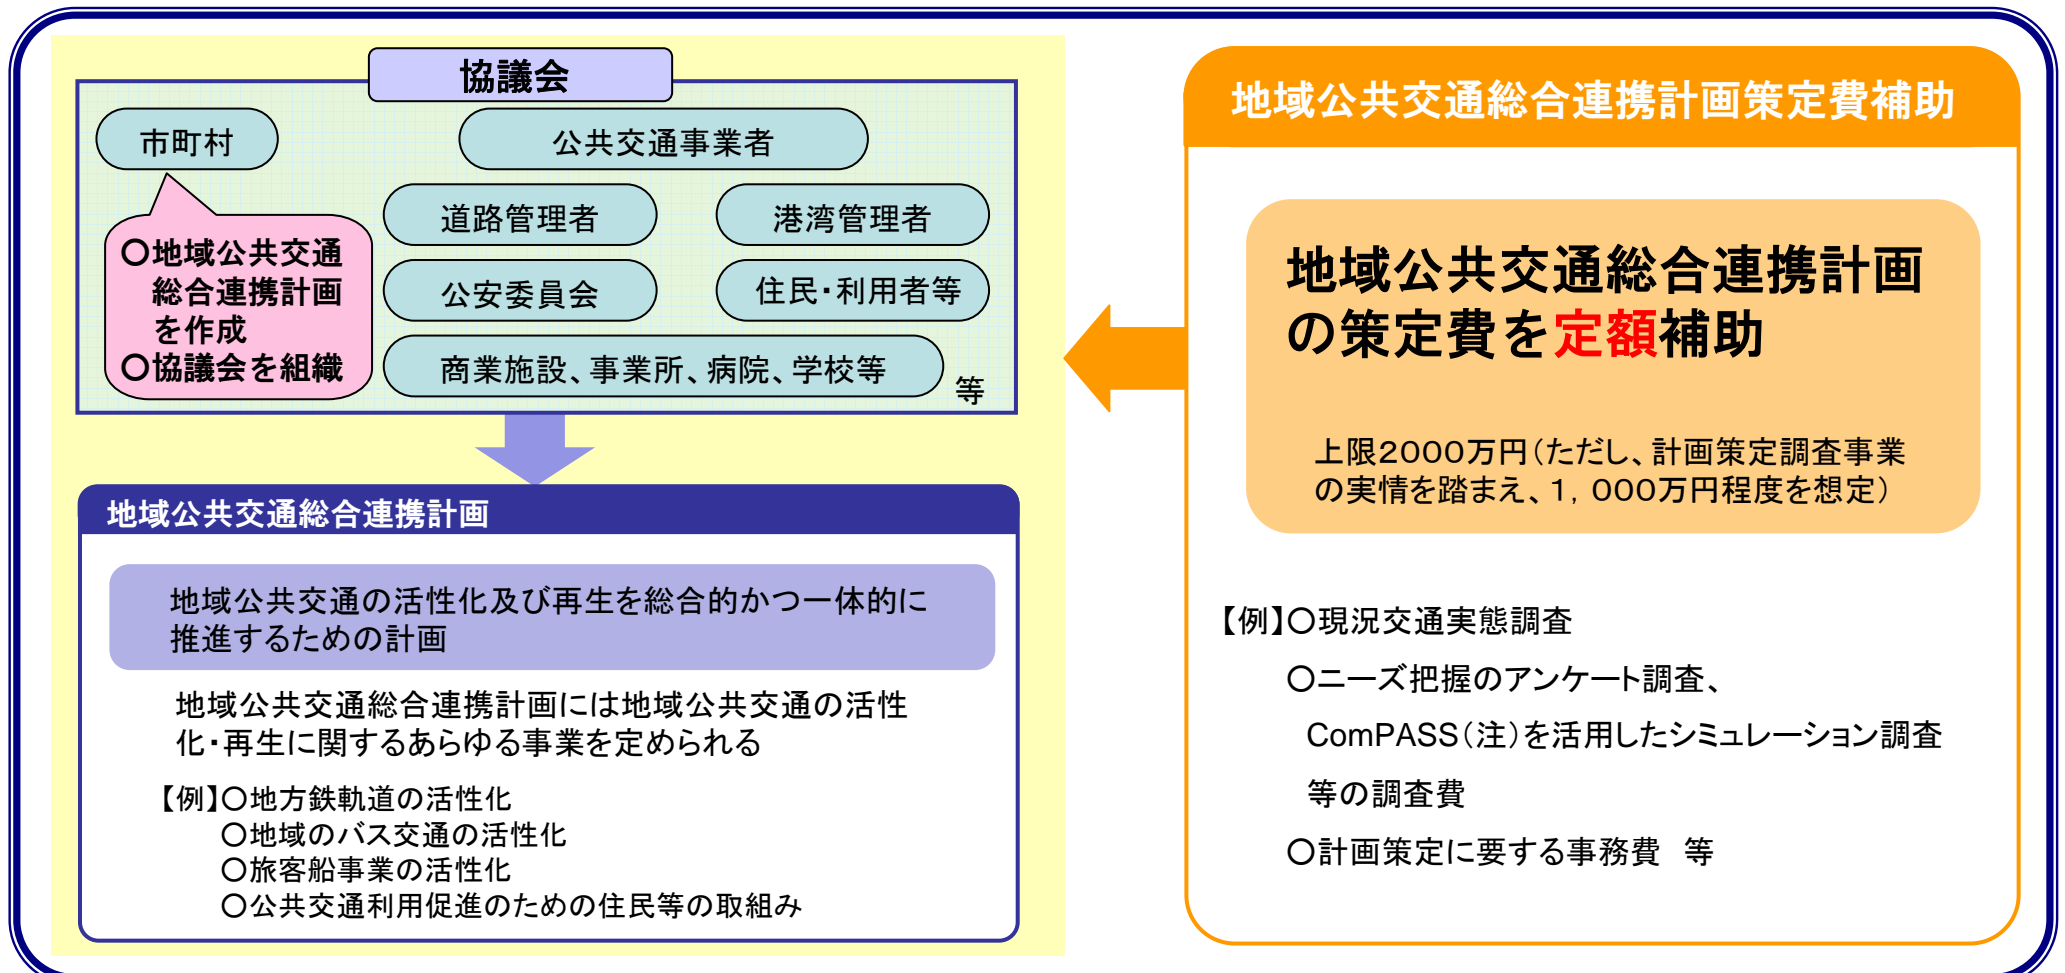 協議会
市町村
公共交通事業者
道路管理者
港湾管理者
公安委員会
住民・利用者等
商業施設、事業所、病院、学校等
等
〇地域公共交通
総合連携計画
を作成
〇協議会を組織
地域公共交通総合連携計画
地域公共交通の活性化及び再生を総合的かつ一体的に
推進するための計画
地域公共交通総合連携計画には地域公共交通の活性
化・再生に関するあらゆる事業を定められる
【例】〇地方鉄軌道の活性化
〇地域のバス交通の活性化
〇旅客船事業の活性化
〇公共交通利用促進のための住民等の取組み
地域公共交通総合連携計画策定費補助
地域公共交通総合連携計画
の策定費を定額補助
上限2000万円(ただし、計画策定調査事業
の実情を踏まえ、1,000万円程度を想定)
【例】〇現況交通実態調査
〇ニーズ把握のアンケート調査、
ComPASS(注)を活用したシミュレーション調査
等の調査費
〇計画策定に要する事務費 等